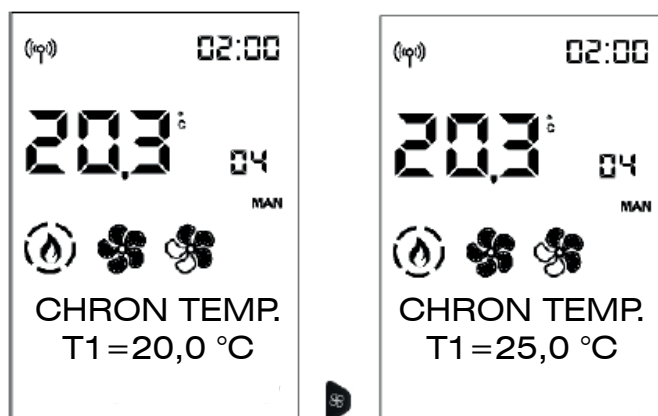 02:00
20,3 °C
04
MAN
CHRON TEMP.
T1=20,0 °C
02:00
20,3 °C
04
MAN
CHRON TEMP.
T1=25,0 °C